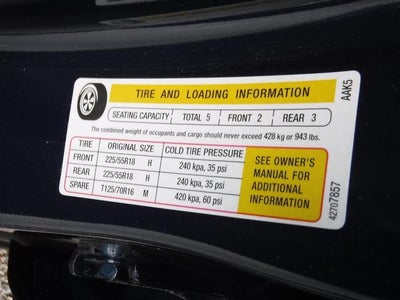 TIRE AND LOADING INFORMATION
SEATING CAPACITY TOTAL 5 FRONT 2 REAR 3
The combined weight of occupants and cargo should never exceed 428 kg or 943 lbs.
TIRE ORIGINAL SIZE COLD TIRE PRESSURE
FRONT 225/55R18 H 240 kpa, 35 psi
REAR 225/55R18 H 240 kpa, 35 psi
SPARE T125/70R16 M 420 kpa, 60 psi
SEE OWNER'S
MANUAL FOR
ADDITIONAL
INFORMATION
AAK5
42707857